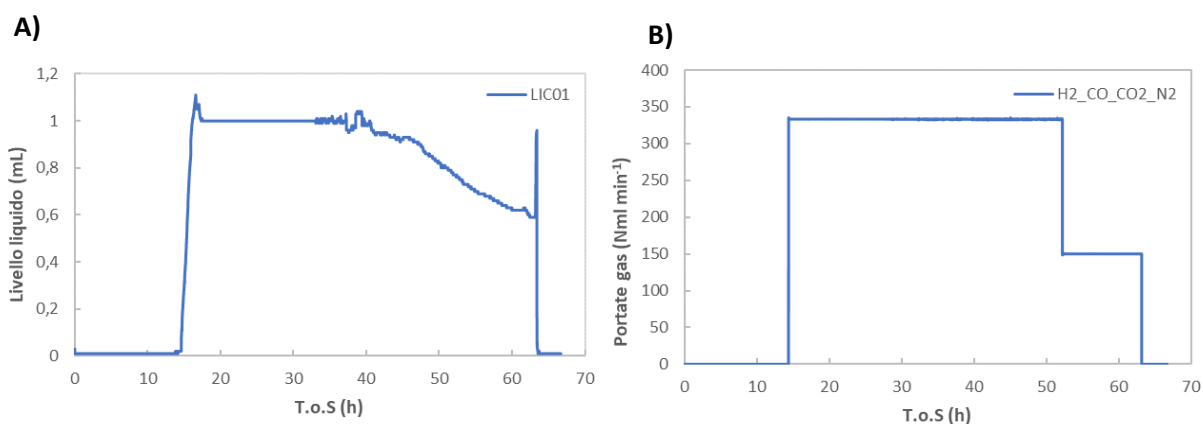 A)
LIC01
Livello liquido (mL)
1,2
1
0,8
0,6
0,4
0,2
0
0 10 20 30 40 50 60 70
T.o.S (h)
B)
H2_CO_CO2_N2
Portate gas (Nml min⁻¹)
400
350
300
250
200
150
100
50
0
0 10 20 30 40 50 60 70
T.o.S (h)